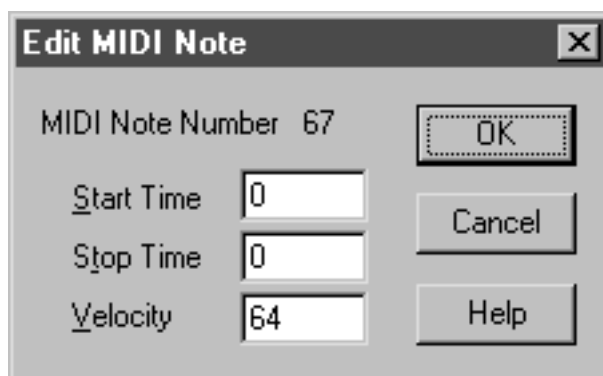 Edit MIDI Note
MIDI Note Number 67
OK
Start Time 0
Cancel
Stop Time 0
Velocity 64
Help